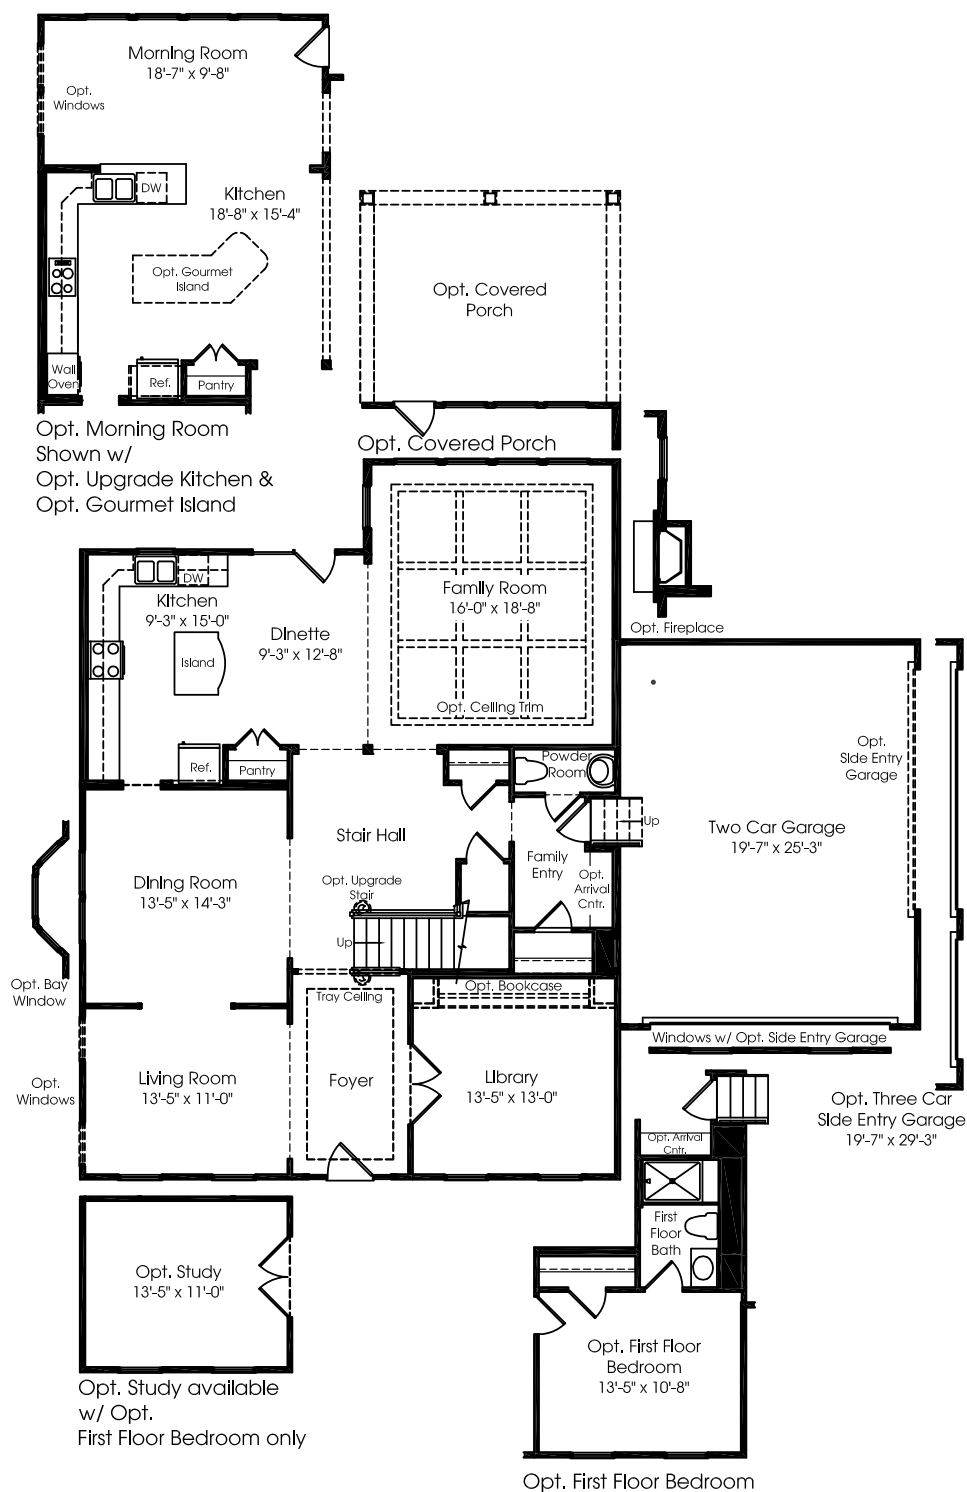 Morning Room
18'-7" x 9'-8"
Opt.
Windows
DW
Kitchen
18'-8" x 15'-4"
Opt. Gourmet
Island
Wall
Oven
Ref.
Pantry
Opt. Morning Room
Shown w/
Opt. Upgrade Kitchen &
Opt. Gourmet Island
Opt. Covered
Porch
Opt. Covered Porch
DW
Kitchen
9'-3" x 15'-0"
Island
Dinette
9'-3" x 12'-8"
Family Room
16'-0" x 18'-8"
Opt. Ceiling Trim
Opt. Fireplace
Ref.
Pantry
Powder
Room
Opt.
Side Entry
Garage
Up
Two Car Garage
19'-7" x 25'-3"
Stair Hall
Family
Entry
Opt.
Arrival
Cntr.
Opt. Upgrade
Stair
Dining Room
13'-5" x 14'-3"
Up
Opt. Bay
Window
Tray Ceiling
Opt. Bookcase
Windows w/ Opt. Side Entry Garage
Opt.
Windows
Living Room
13'-5" x 11'-0"
Foyer
Library
13'-5" x 13'-0"
Opt. Three Car
Side Entry Garage
19'-7" x 29'-3"
Opt. Arrival
Cntr.
First
Floor
Bath
Opt. Study
13'-5" x 11'-0"
Opt. First Floor
Bedroom
13'-5" x 10'-8"
Opt. Study available
w/ Opt.
First Floor Bedroom only
Opt. First Floor Bedroom